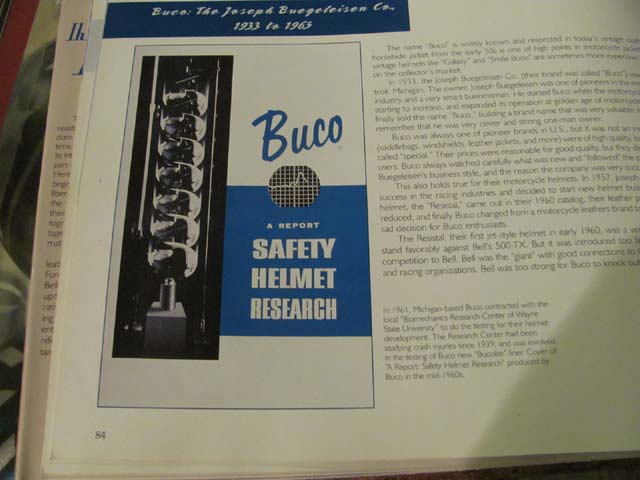 Buco: The Joseph Buegeleisen Co.,
1933 to 1965
Buco
A REPORT
SAFETY
HELMET
RESEARCH
The name "Buco" is widely known and respected in today's vintage
horsehide jacket from the early 50s is one of high points in motorcycle
vintage helmets like "Galaxy" and "Smile Buco" are sometimes more expensive
on the collector's market.
In 1933, the Joseph Buegeleisen Co. (their brand was called "Buco")
troit, Michigan. The owner, Joseph Buegeleisen was one of pioneers in the
industry and a very smart businessman. He started Buco when the motorcycle
starting to increase, and expanded its operation at golden age of
finally sold the name "Buco," building a brand name that was very valuable.
remember that he was very clever and strong one-man owner.
Buco was always one of pioneer brands in U.S., but it was not an
(saddlebags, windshields, leather jackets, and more) were of high quality,
called "special." Their prices were reasonable for good quality, but they
users. Buco always watched carefully what was new and "followed" the
Buegeleisen's business style, and the reason the company was very
This also holds true for their motorcycle helmets. In 1957, Joseph
success in the racing industries and decided to start new helmet
helmet, the "Resistal," came out in their 1960 catalog, their leather
reduced, and finally Buco changed from a motorcycle leathers brand
sad decision for Buco enthusiasts.
The Resistal, their first jet-style helmet in early 1960, was a
stand favorably against Bell's 500-TX. But it was introduced too
competition to Bell. Bell was the "giant" with good connections to
and racing organizations. Bell was too strong for Buco to knock out
In 1961, Michigan-based Buco contracted with the
local "Biomechanics Research Center of Wayne
State University" to do the testing for their helmet
development. The Research Center had been
studying crash injuries since 1939, and was involved
in the testing of Buco new "Bucolite" liner. Cover of
"A Report: Safety Helmet Research" produced by
Buco in the mid-1960s.
84